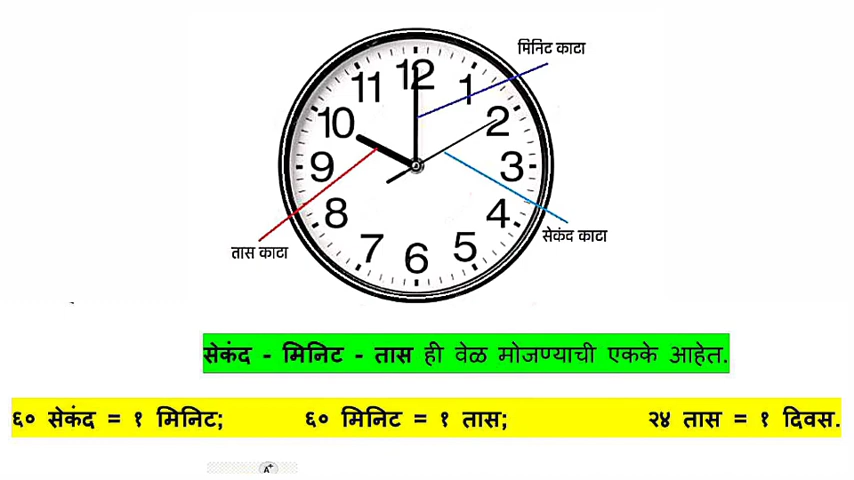 मिनिट काटा
12
11
1
10
2
9
3
8
4
7
5
6
सेकंद काटा
तास काटा
सेकंद - मिनिट - तास ही वेळ मोजण्याची एकके आहेत.
६० सेकंद = १ मिनिट; ६० मिनिट = १ तास; २४ तास = १ दिवस.
A+